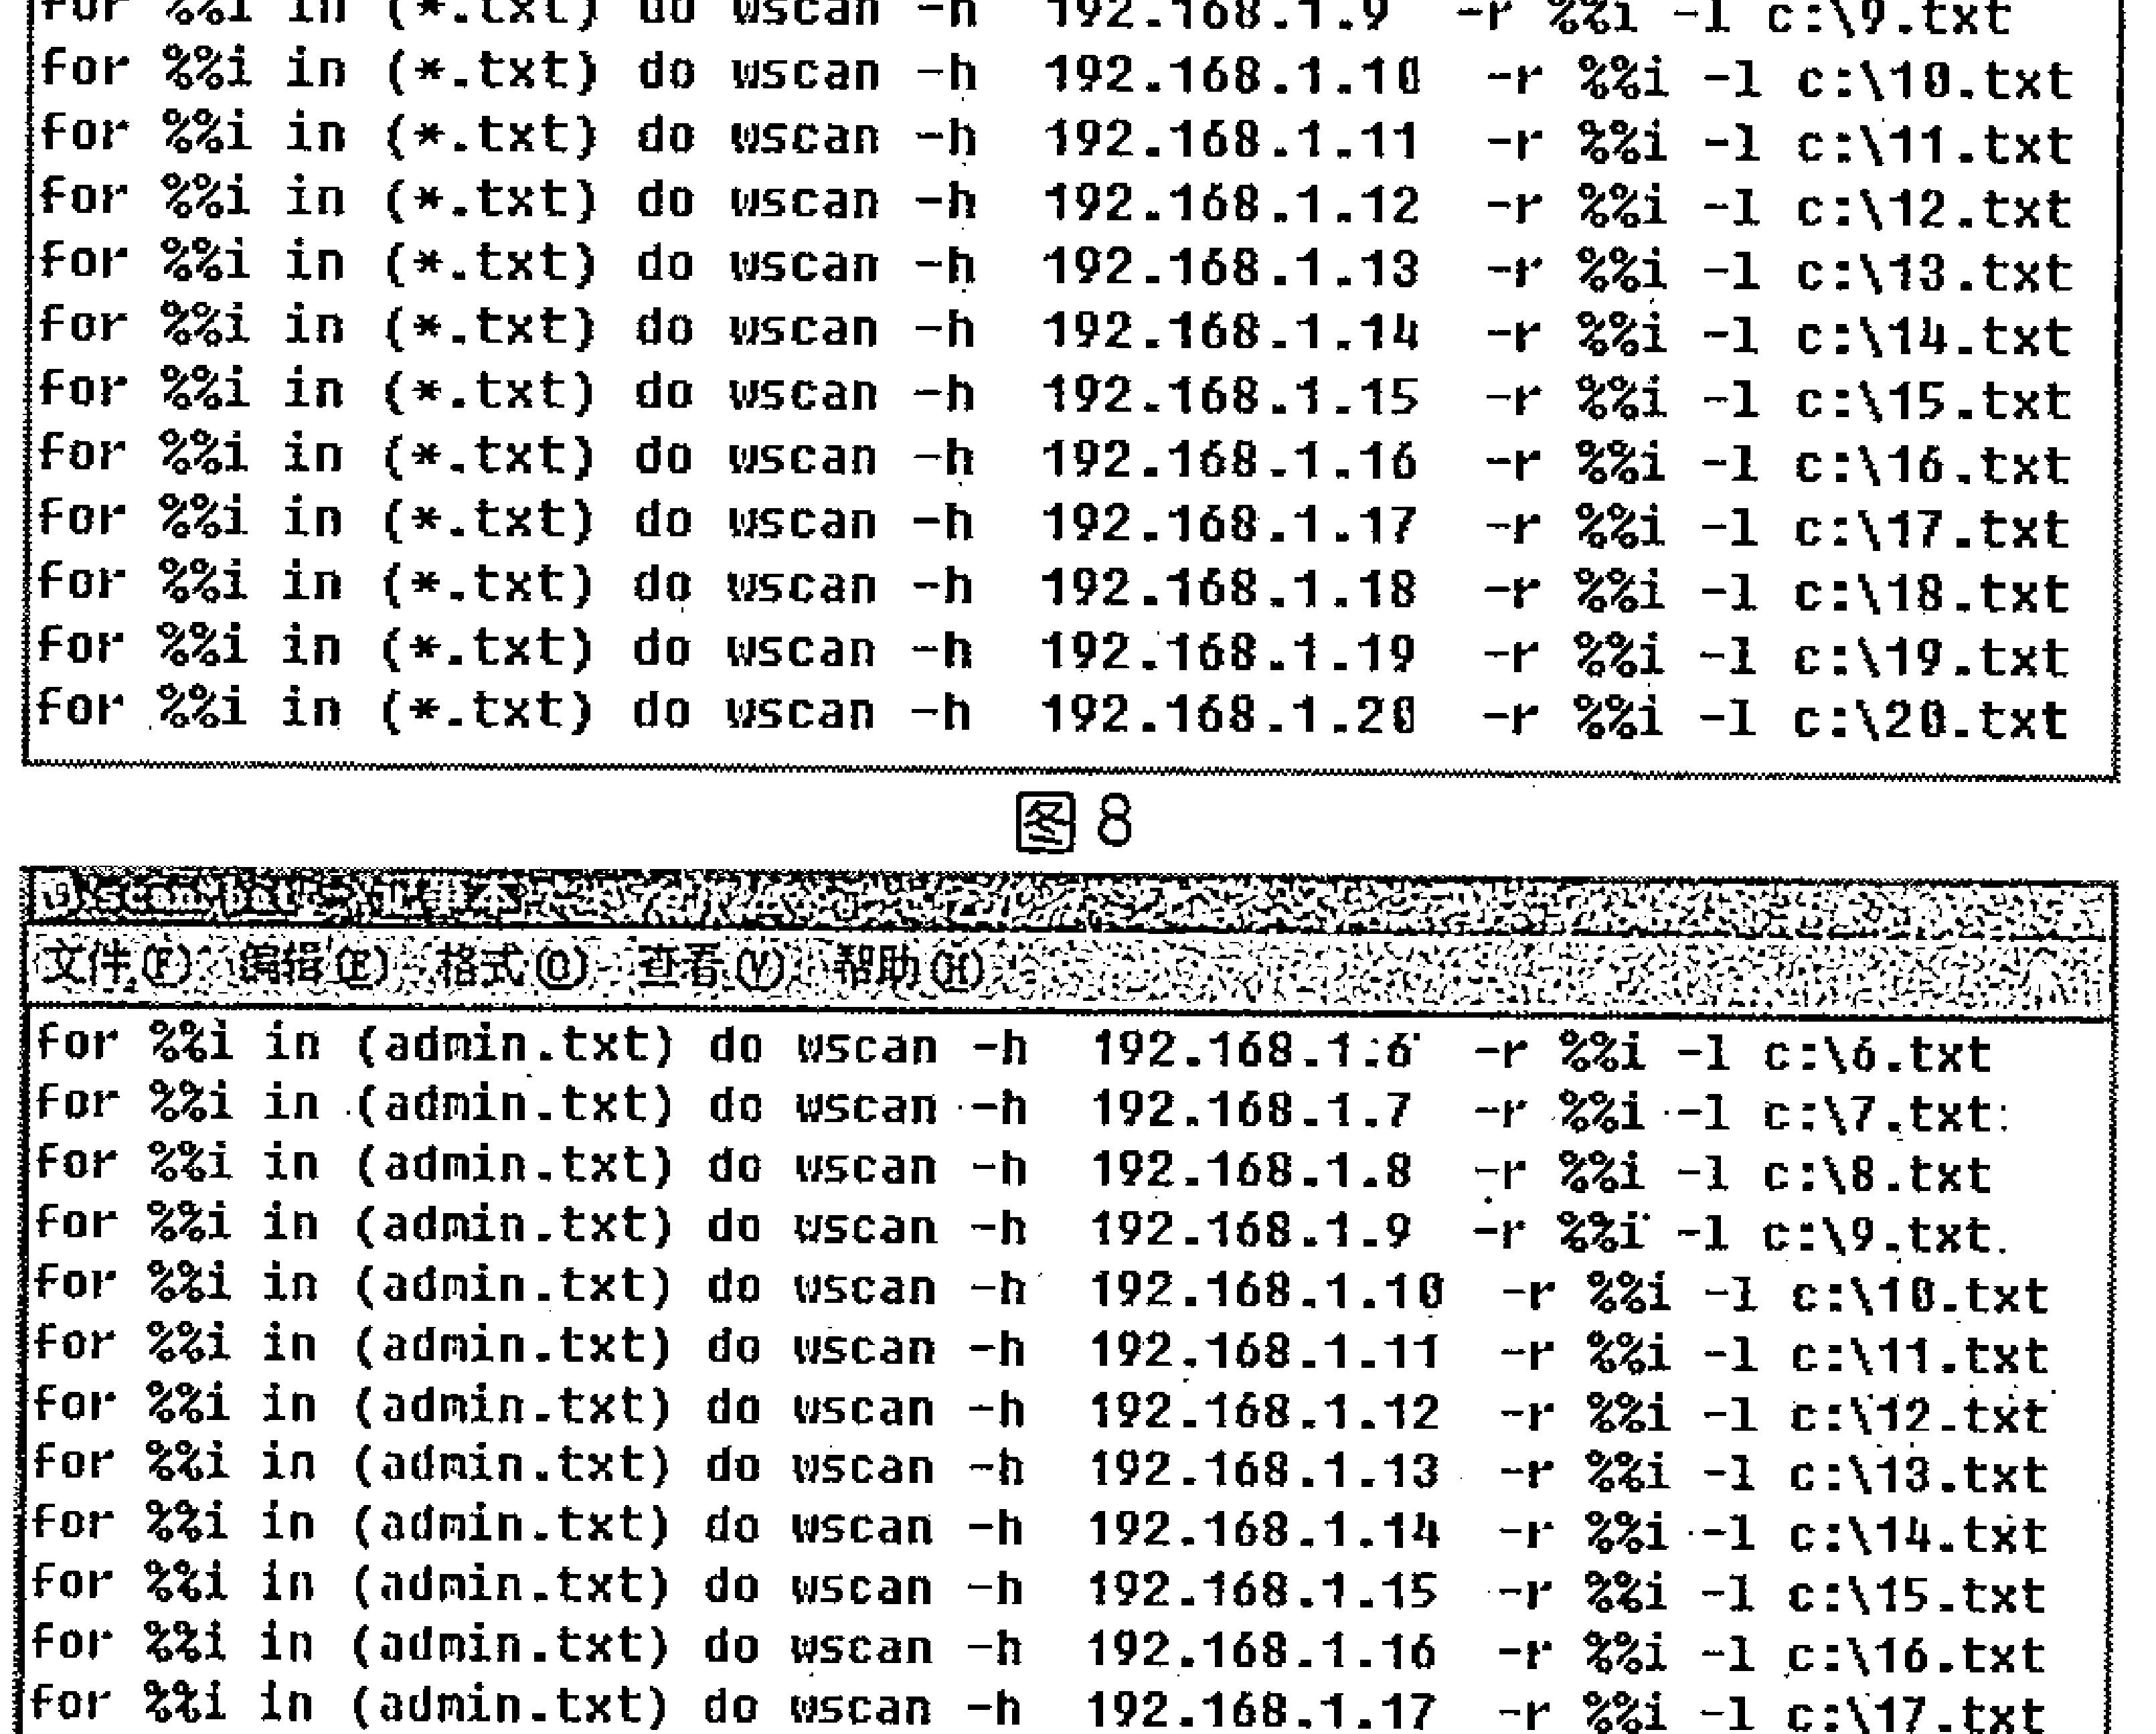 for %%i in (*.txt) do wscan -h  192.168.1.9  -r %%i -l c:\9.txt
for %%i in (*.txt) do wscan -h  192.168.1.10  -r %%i -l c:\10.txt
for %%i in (*.txt) do wscan -h  192.168.1.11  -r %%i -l c:\11.txt
for %%i in (*.txt) do wscan -h  192.168.1.12  -r %%i -l c:\12.txt
for %%i in (*.txt) do wscan -h  192.168.1.13  -r %%i -l c:\13.txt
for %%i in (*.txt) do wscan -h  192.168.1.14  -r %%i -l c:\14.txt
for %%i in (*.txt) do wscan -h  192.168.1.15  -r %%i -l c:\15.txt
for %%i in (*.txt) do wscan -h  192.168.1.16  -r %%i -l c:\16.txt
for %%i in (*.txt) do wscan -h  192.168.1.17  -r %%i -l c:\17.txt
for %%i in (*.txt) do wscan -h  192.168.1.18  -r %%i -l c:\18.txt
for %%i in (*.txt) do wscan -h  192.168.1.19  -r %%i -l c:\19.txt
for %%i in (*.txt) do wscan -h  192.168.1.20  -r %%i -l c:\20.txt
图 8
scan.bat - 记事本
文件(F) 编辑(E) 格式(O) 查看(V) 帮助(H)
for %%i in (admin.txt) do wscan -h  192.168.1.6  -r %%i -l c:\6.txt
for %%i in (admin.txt) do wscan -h  192.168.1.7  -r %%i -l c:\7.txt
for %%i in (admin.txt) do wscan -h  192.168.1.8  -r %%i -l c:\8.txt
for %%i in (admin.txt) do wscan -h  192.168.1.9  -r %%i -l c:\9.txt
for %%i in (admin.txt) do wscan -h  192.168.1.10  -r %%i -l c:\10.txt
for %%i in (admin.txt) do wscan -h  192.168.1.11  -r %%i -l c:\11.txt
for %%i in (admin.txt) do wscan -h  192.168.1.12  -r %%i -l c:\12.txt
for %%i in (admin.txt) do wscan -h  192.168.1.13  -r %%i -l c:\13.txt
for %%i in (admin.txt) do wscan -h  192.168.1.14  -r %%i -l c:\14.txt
for %%i in (admin.txt) do wscan -h  192.168.1.15  -r %%i -l c:\15.txt
for %%i in (admin.txt) do wscan -h  192.168.1.16  -r %%i -l c:\16.txt
for %%i in (admin.txt) do wscan -h  192.168.1.17  -r %%i -l c:\17.txt